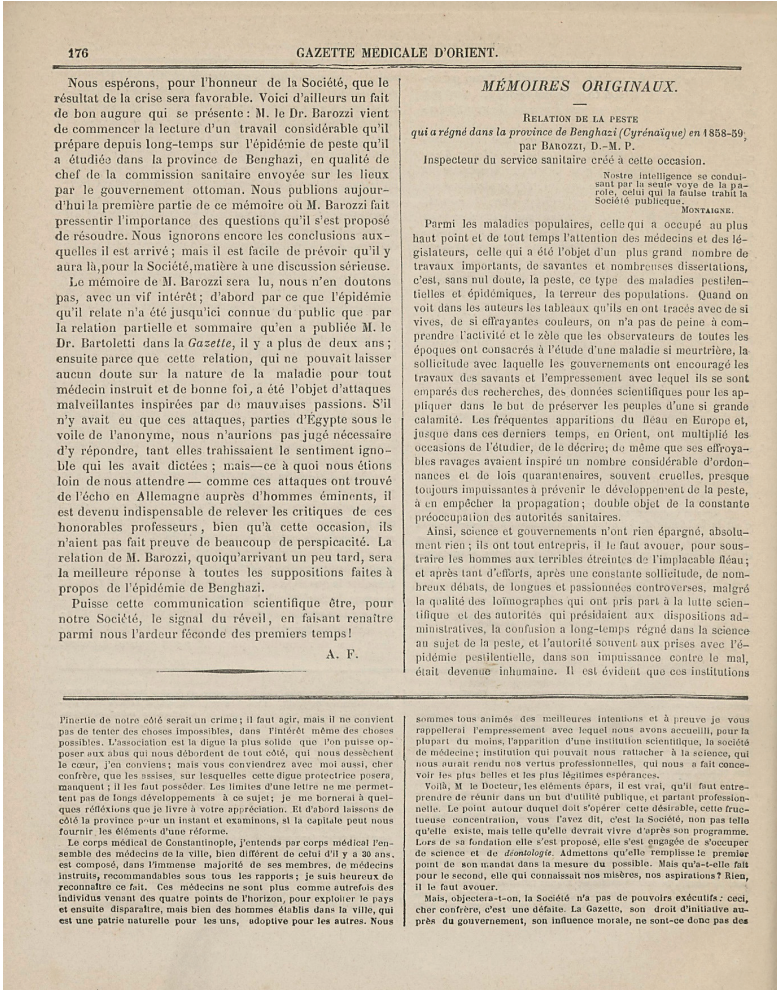 176
GAZETTE MEDICALE D'ORIENT.
Nous espérons, pour l'honneur de la Société, que le
résultat de la crise sera favorable. Voici d'ailleurs un fait
de bon augure qui se présente : M. le Dr. Barozzi vient
de commencer la lecture d'un travail considérable qu'il
prépare depuis long-temps sur l'épidémie de peste qu'il
a étudiée dans la province de Benghazi, en qualité de
chef de la commission sanitaire envoyée sur les lieux
par le gouvernement ottoman. Nous publions aujour-
d'hui la première partie de ce mémoire où M. Barozzi fait
pressentir l'importance des questions qu'il s'est proposé
de résoudre. Nous ignorons encore les conclusions aux-
quelles il est arrivé ; mais il est facile de prévoir qu'il y
aura là, pour la Société, matière à une discussion sérieuse.
Le mémoire de M. Barozzi sera lu, nous n'en doutons
pas, avec un vif intérêt ; d'abord par ce que l'épidémie
qu'il relate n'a été jusqu'ici connue du public que par
la relation partielle et sommaire qu'en a publiée M. le
Dr. Bartoletti dans la Gazette, il y a plus de deux ans ;
ensuite parce que cette relation, qui ne pouvait laisser
aucun doute sur la nature de la maladie pour tout
médecin instruit et de bonne foi, a été l'objet d'attaques
malveillantes inspirées par de mauvaises passions. S'il
n'y avait eu que ces attaques, parties d'Égypte sous le
voile de l'anonyme, nous n'aurions pas jugé nécessaire
d'y répondre, tant elles trahissaient le sentiment igno-
ble qui les avait dictées ; mais—ce à quoi nous étions
loin de nous attendre — comme ces attaques ont trouvé
de l'écho en Allemagne auprès d'hommes éminents, il
est devenu indispensable de relever les critiques de ces
honorables professeurs, bien qu'à cette occasion, ils
n'aient pas fait preuve de beaucoup de perspicacité. La
relation de M. Barozzi, quoiqu'arrivant un peu tard, sera
la meilleure réponse à toutes les suppositions faites à
propos de l'épidémie de Benghazi.
Puisse cette communication scientifique être, pour
notre Société, le signal du réveil, en faisant renaître
parmi nous l'ardeur féconde des premiers temps !
A. F.
MÉMOIRES ORIGINAUX.
RELATION DE LA PESTE
qui a régné dans la province de Benghazi (Cyrénaïque) en 1858-59,
par BAROZZI, D.-M. P.
Inspecteur du service sanitaire créé à cette occasion.
Nostre intelligence se condui-
sant par la seule voye de la pa-
role, celui qui la faulse trahit la
Société publicque.
MONTAIGNE.
Parmi les maladies populaires, celle qui a occupé au plus
haut point et de tout temps l'attention des médecins et des lé-
gislateurs, celle qui a été l'objet d'un plus grand nombre de
travaux importants, de savantes et nombreuses dissertations,
c'est, sans nul doute, la peste, ce type des maladies pestilen-
tielles et épidémiques, la terreur des populations. Quand on
voit dans les auteurs les tableaux qu'ils en ont tracés avec de si
vives, de si effrayantes couleurs, on n'a pas de peine à com-
prendre l'activité et le zèle que les observateurs de toutes les
époques ont consacrés à l'étude d'une maladie si meurtrière, la
sollicitude avec laquelle les gouvernements ont encouragé les
travaux des savants et l'empressement avec lequel ils se sont
emparés des recherches, des données scientifiques pour les ap-
pliquer dans le but de préserver les peuples d'une si grande
calamité. Les fréquentes apparitions du fléau en Europe et,
jusque dans ces derniers temps, en Orient, ont multiplié les
occasions de l'étudier, de le décrire; de même que ses effroya-
bles ravages avaient inspiré un nombre considérable d'ordon-
nances et de lois quarantenaires, souvent cruelles, presque
toujours impuissantes à prévenir le développement de la peste,
à en empêcher la propagation ; double objet de la constante
préoccupation des autorités sanitaires.
Ainsi, science et gouvernements n'ont rien épargné, absolu-
ment rien ; ils ont tout entrepris, il le faut avouer, pour sous-
traire les hommes aux terribles étreintes de l'implacable fléau ;
et après tant d'efforts, après une constante sollicitude, de nom-
breux débats, de longues et passionnées controverses, malgré
la qualité des loïmographes qui ont pris part à la lutte scien-
tifique et des autorités qui présidaient aux dispositions ad-
ministratives, la confusion a long-temps régné dans la science
au sujet de la peste, et l'autorité souvent aux prises avec l'é-
pidémie pestilentielle, dans son impuissance contre le mal,
était devenue inhumaine. Il est évident que ces institutions
l'inertie de notre côté serait un crime ; il faut agir, mais il ne convient
pas de tenter des choses impossibles, dans l'intérêt même des choses
possibles. L'association est la digue la plus solide que l'on puisse op-
poser aux abus qui nous débordent de tout côté, qui nous dessèchent
le cœur, j'en conviens ; mais vous conviendrez avec moi aussi, cher
confrère, que les assises, sur lesquelles cette digue protectrice posera,
manquent ; il les faut posséder. Les limites d'une lettre ne me permet-
tent pas de longs développements à ce sujet ; je me bornerai à quel-
ques réfléxions que je livre à votre appréciation. Et d'abord laissons de
côté la province pour un instant et examinons, si la capitale peut nous
fournir les éléments d'une réforme.
Le corps médical de Constantinople, j'entends par corps médical l'en-
semble des médecins de la ville, bien différent de celui d'il y a 30 ans,
est composé, dans l'immense majorité de ses membres, de médecins
instruits, recommandables sous tous les rapports ; je suis heureux de
reconnaître ce fait. Ces médecins ne sont plus comme autrefois des
individus venant des quatre points de l'horizon, pour exploiter le pays
et ensuite disparaître, mais bien des hommes établis dans la ville, qui
est une patrie naturelle pour les uns, adoptive pour les autres. Nous
sommes tous animés des meilleures intentions et à preuve je vous
rappellerai l'empressement avec lequel nous avons accueilli, pour la
plupart du moins, l'apparition d'une institution scientifique, la société
de médecine ; institution qui pouvait nous rattacher à la science, qui
nous aurait rendu nos vertus professionnelles, qui nous a fait conce-
voir les plus belles et les plus légitimes espérances.
Voilà, M le Docteur, les éléments épars, il est vrai, qu'il faut entre-
prendre de réunir dans un but d'utilité publique, et partant profession-
nelle. Le point autour duquel doit s'opérer cette désirable, cette fruc-
tueuse concentration, vous l'avez dit, c'est la Société, non pas telle
qu'elle existe, mais telle qu'elle devrait vivre d'après son programme.
Lors de sa fondation elle s'est proposée, elle s'est engagée de s'occuper
de science et de déontologie. Admettons qu'elle remplisse le premier
point de son mandat dans la mesure du possible. Mais qu'a-t-elle fait
pour le second, elle qui connaissait nos misères, nos aspirations? Rien,
il le faut avouer.
Mais, objectera-t-on, la Société n'a pas de pouvoirs exécutifs : ceci,
cher confrère, c'est une défaite. La Gazette, son droit d'initiative au-
près du gouvernement, son influence morale, ne sont-ce donc pas des